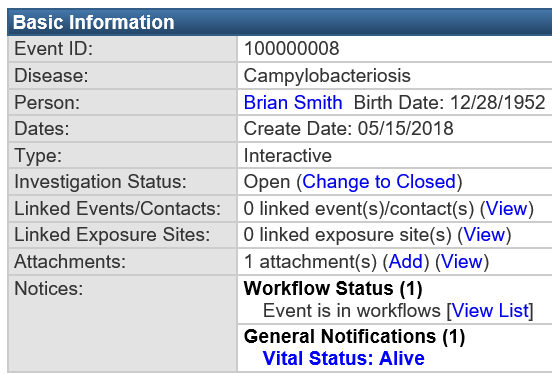 Basic Information
Event ID: 100000008
Disease: Campylobacteriosis
Person: Brian Smith Birth Date: 12/28/1952
Dates: Create Date: 05/15/2018
Type: Interactive
Investigation Status: Open (Change to Closed)
Linked Events/Contacts: 0 linked event(s)/contact(s) (View)
Linked Exposure Sites: 0 linked exposure site(s) (View)
Attachments: 1 attachment(s) (Add) (View)
Notices: Workflow Status (1)
Event is in workflows [View List]
General Notifications (1)
Vital Status: Alive